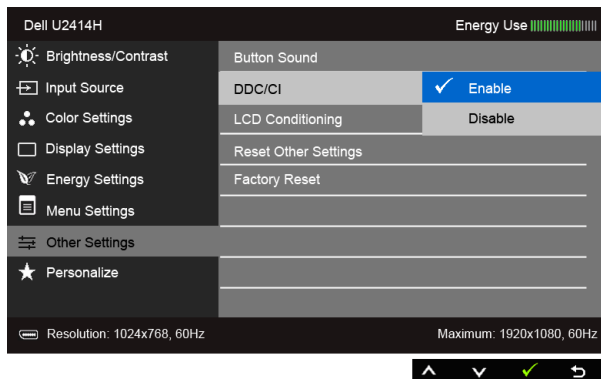 Dell U2414H Energy Use
Brightness/Contrast Button Sound
DDC/CI Enable
Input Source
Color Settings LCD Conditioning Disable
Display Settings Reset Other Settings
Energy Settings Factory Reset
Menu Settings
Other Settings
Personalize
Resolution: 1024x768, 60Hz Maximum: 1920x1080, 60Hz